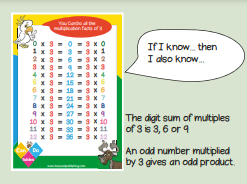 You CanDo all the
multiplication facts of 3
0 x 3 = 0 = 3 x 0
1 x 3 = 3 = 3 x 1
2 x 3 = 6 = 3 x 2
3 x 3 = 9 = 3 x 3
4 x 3 = 12 = 3 x 4
5 x 3 = 15 = 3 x 5
6 x 3 = 18 = 3 x 6
7 x 3 = 21 = 3 x 7
8 x 3 = 24 = 3 x 8
9 x 3 = 27 = 3 x 9
10 x 3 = 30 = 3 x 10
11 x 3 = 33 = 3 x 11
12 x 3 = 36 = 3 x 12
Can Do
If I know... then
I also know...
The digit sum of multiples
of 3 is 3, 6 or 9
An odd number multiplied
by 3 gives an odd product.